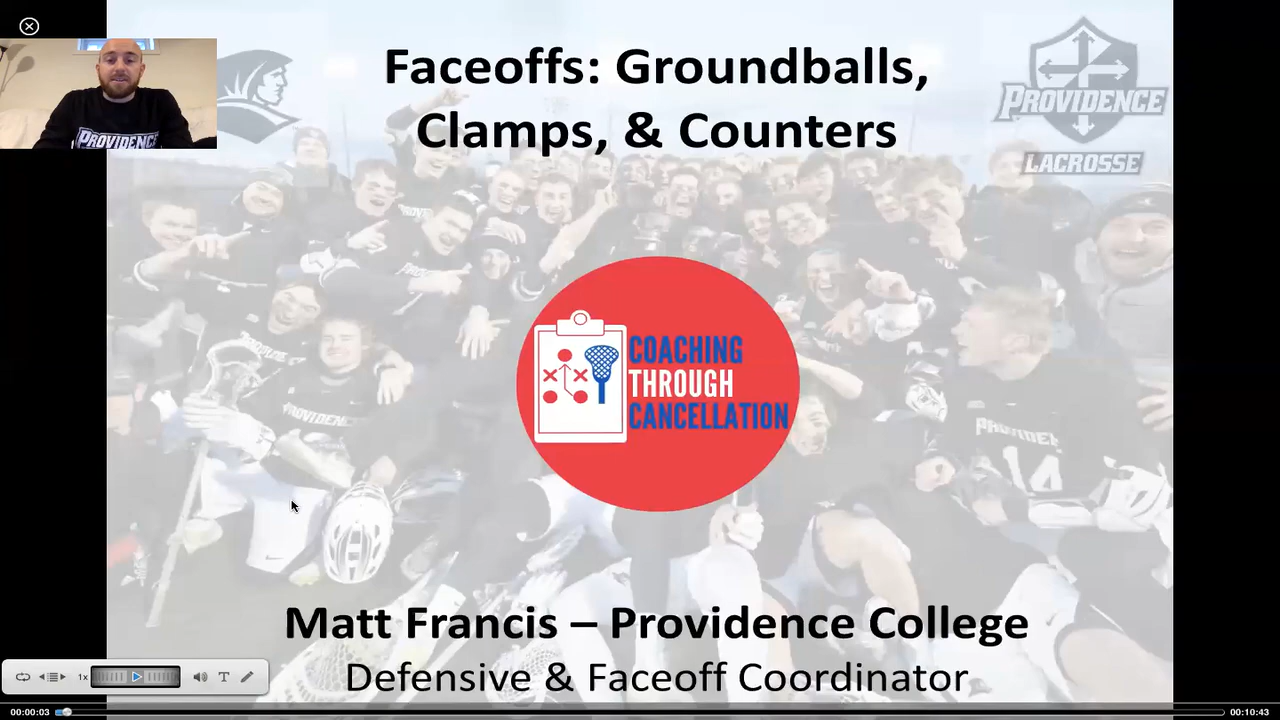 Faceoffs: Groundballs,
Clamps, & Counters
PROVIDENCE
LACROSSE
PROVIDENCE
COACHING
THROUGH
CANCELLATION
14
Matt Francis – Providence College
Defensive & Faceoff Coordinator
1x
T
00:00:03
00:10:43